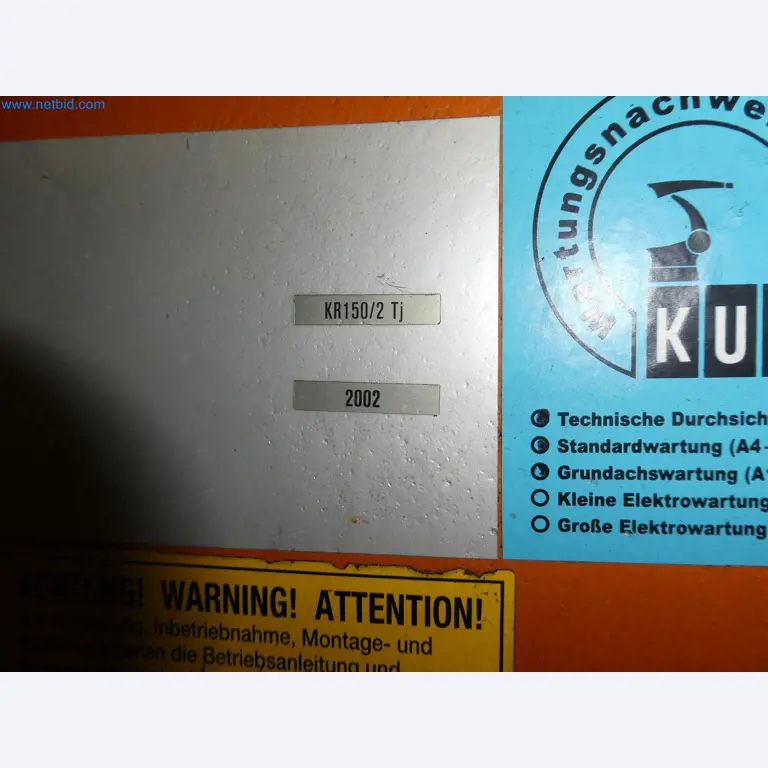 www.netbid.com
Wartungsnachwe
KR150/2 Tj
2002
KU
Technische Durchsich
Standardwartung (A4-
Grundachswartung (A1
Kleine Elektrowartung
Große Elektrowartung
ACHTUNG! WARNING! ATTENTION!
Inbetriebnahme, Montage- und
die Betriebsanleitung und